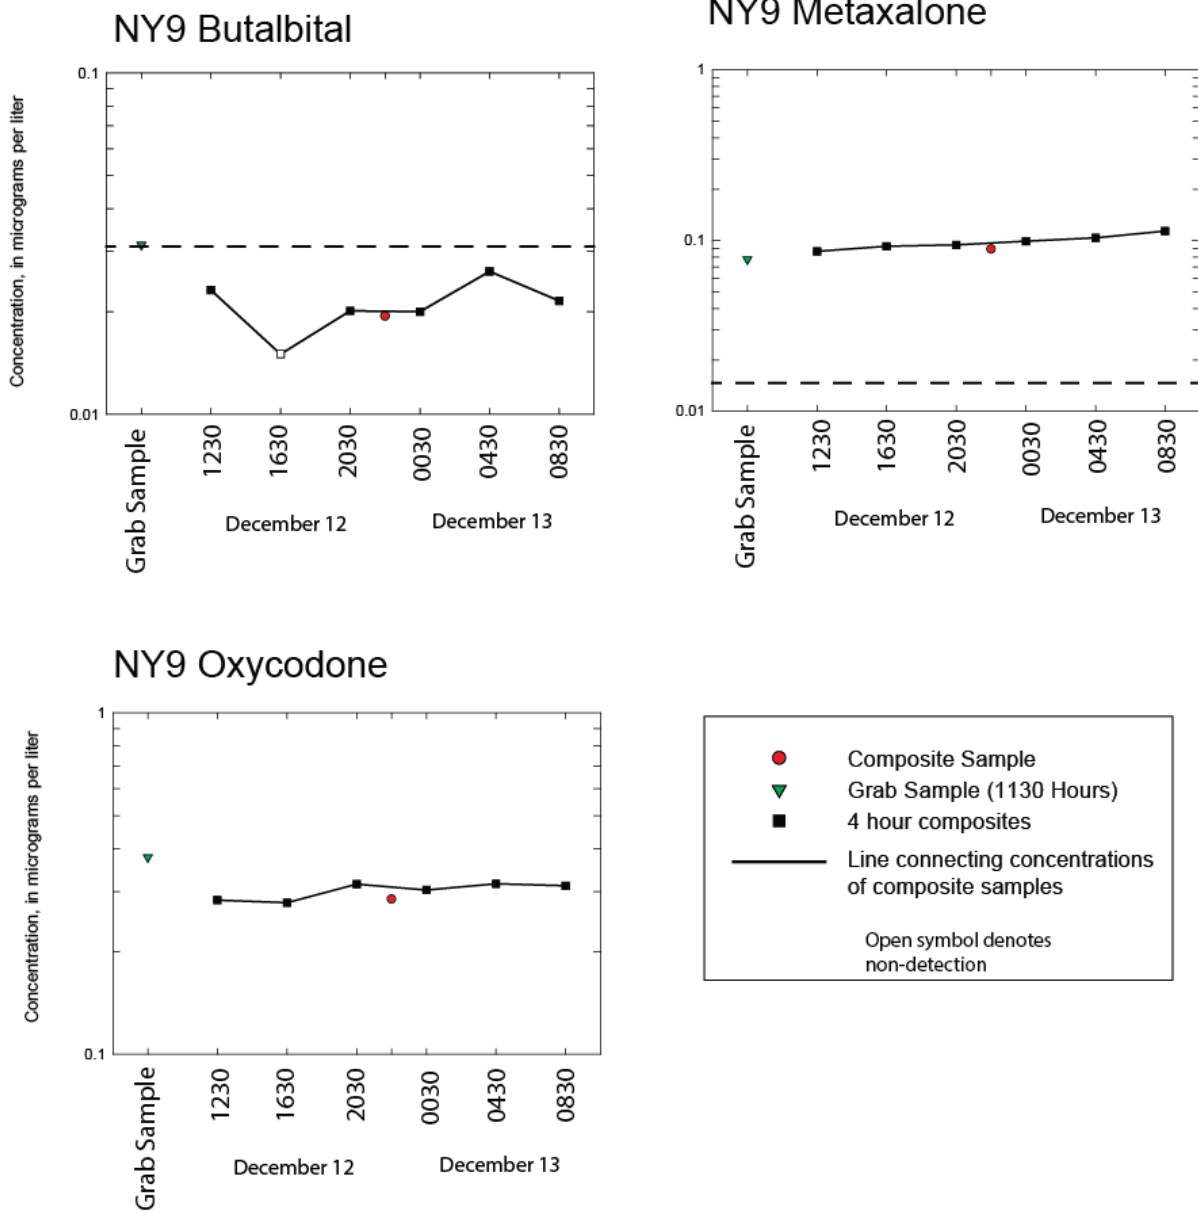 NY9 Butalbital
NY9 Metaxalone
Concentration, in micrograms per liter
0.1
0.01
Grab Sample
1230
1630
2030
0030
0430
0830
December 12
December 13
1
0.1
0.01
Grab Sample
1230
1630
2030
0030
0430
0830
December 12
December 13
NY9 Oxycodone
Concentration, in micrograms per liter
1
0.1
Grab Sample
1230
1630
2030
0030
0430
0830
December 12
December 13
Composite Sample
Grab Sample (1130 Hours)
4 hour composites
Line connecting concentrations
of composite samples
Open symbol denotes
non-detection